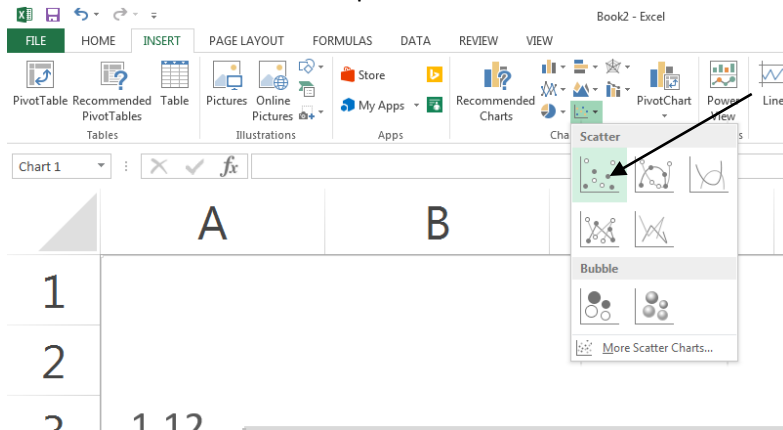 Book2 - Excel
FILE HOME INSERT PAGE LAYOUT FORMULAS DATA REVIEW VIEW
PivotTable Recommended PivotTables Table Pictures Online Pictures Store My Apps Recommended Charts PivotChart Power View Line
Tables Illustrations Apps
Chart 1 fx
Scatter
A B
Bubble
1
More Scatter Charts...
2
1.12